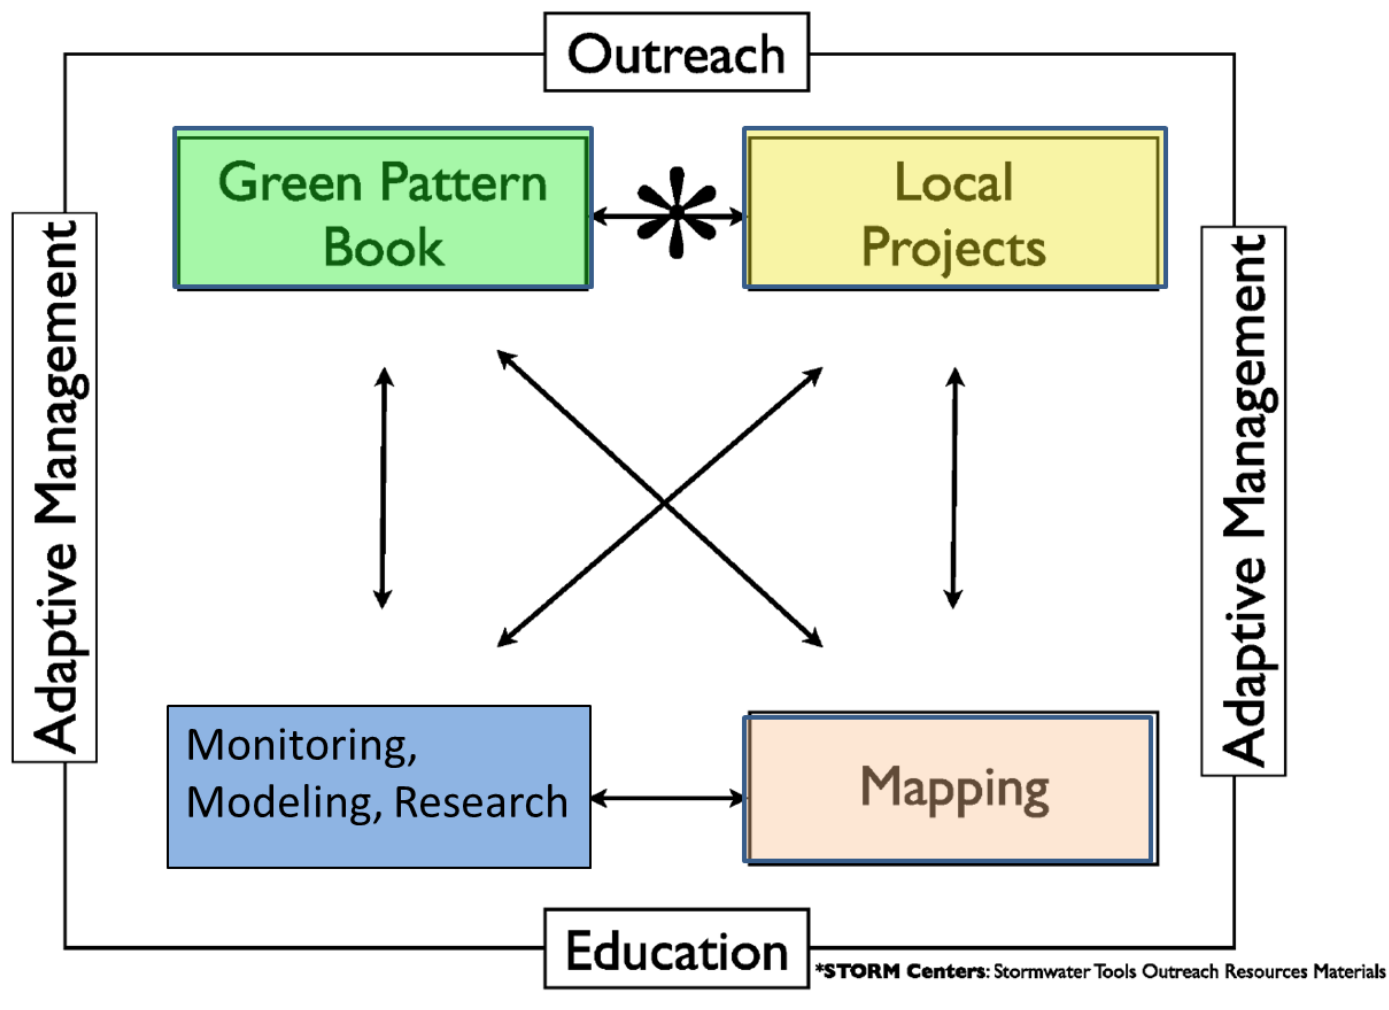 Outreach
Green Pattern
Book
*
Local
Projects
Adaptive Management
Adaptive Management
Monitoring,
Modeling, Research
Mapping
Education
*STORM Centers: Stormwater Tools Outreach Resources Materials